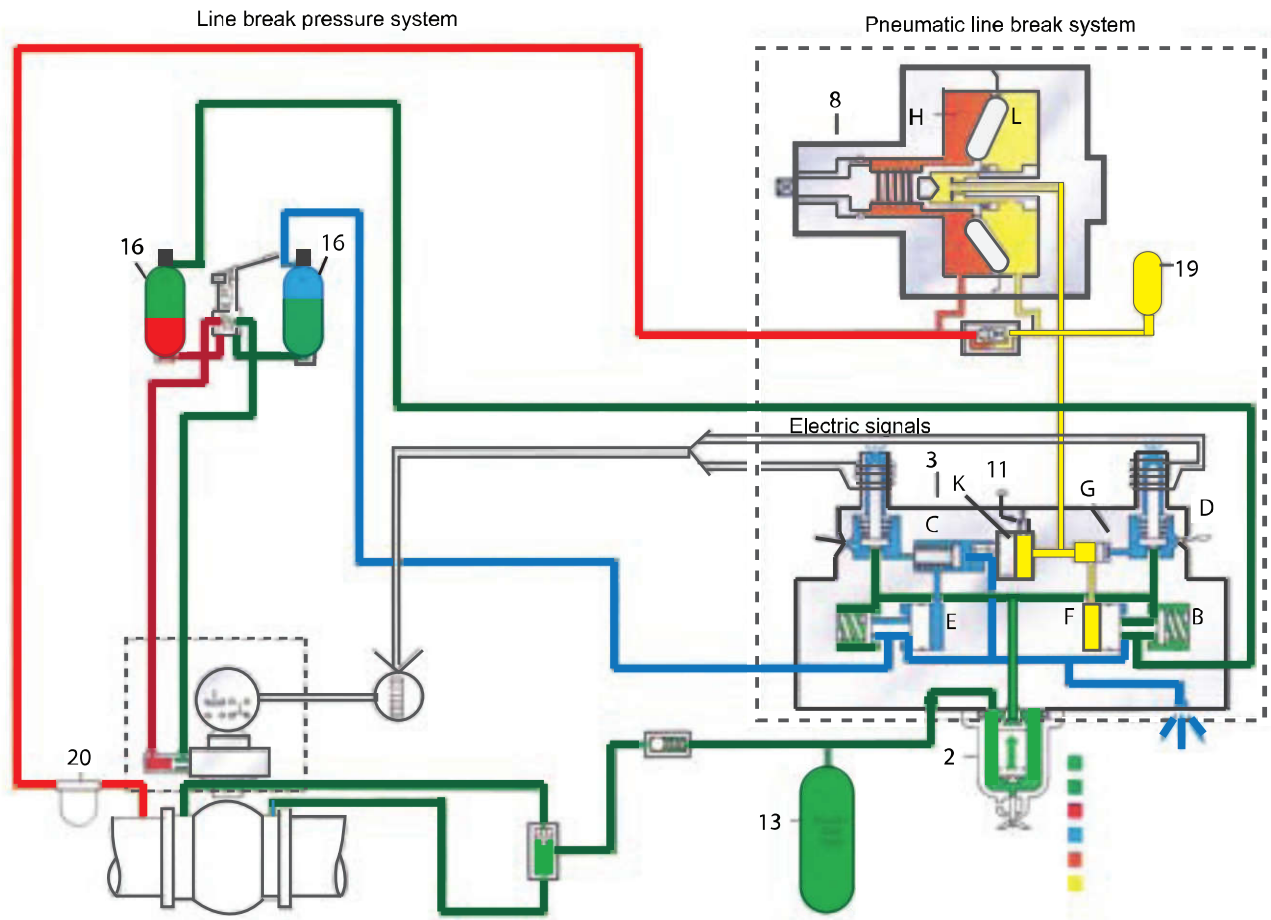 Line break pressure system
Pneumatic line break system
8
H
L
16
16
19
Electric signals
3
11
K
G
D
C
E
F
B
20
2
13